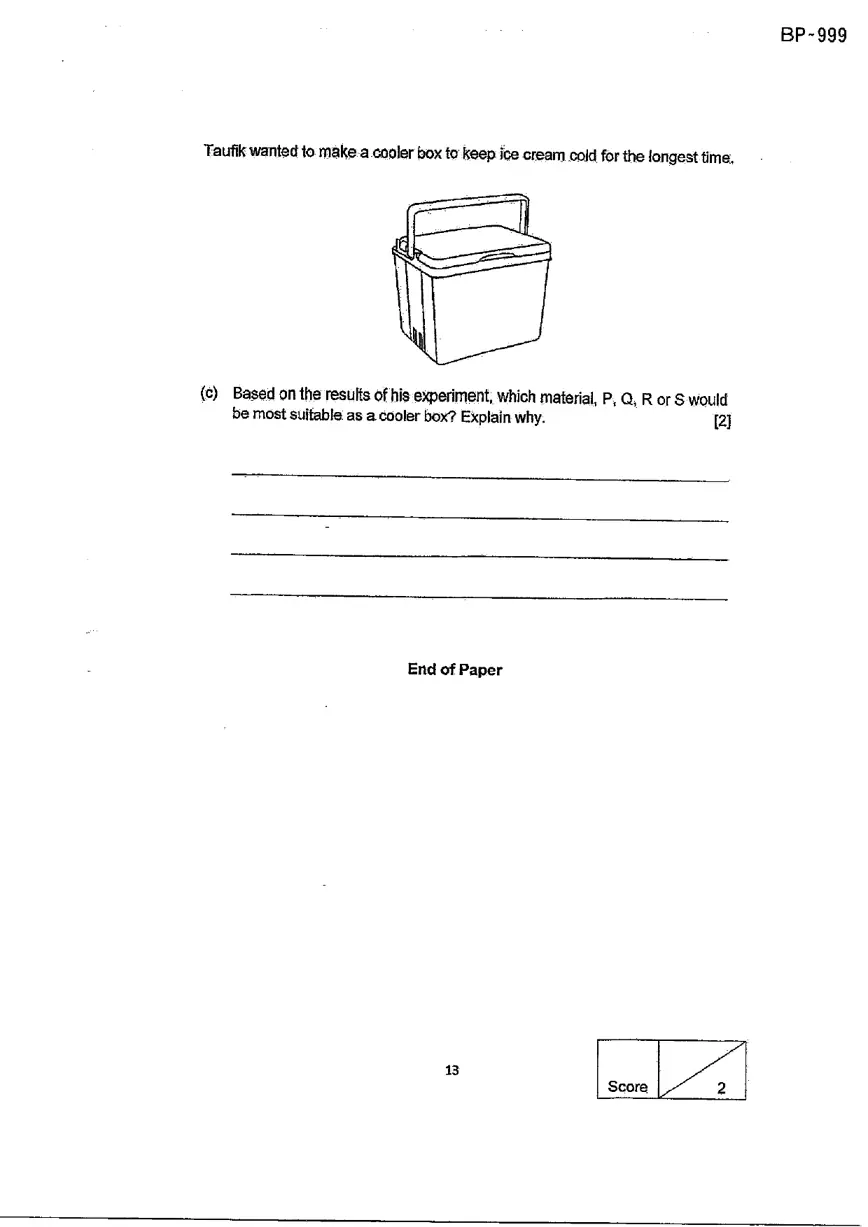 BP-999
Taufik wanted to make a cooler box to keep ice cream cold for the longest time.
(c) Based on the results of his experiment, which material, P, Q, R or S would
be most suitable as a cooler box? Explain why. [2]
End of Paper
13
Score 2